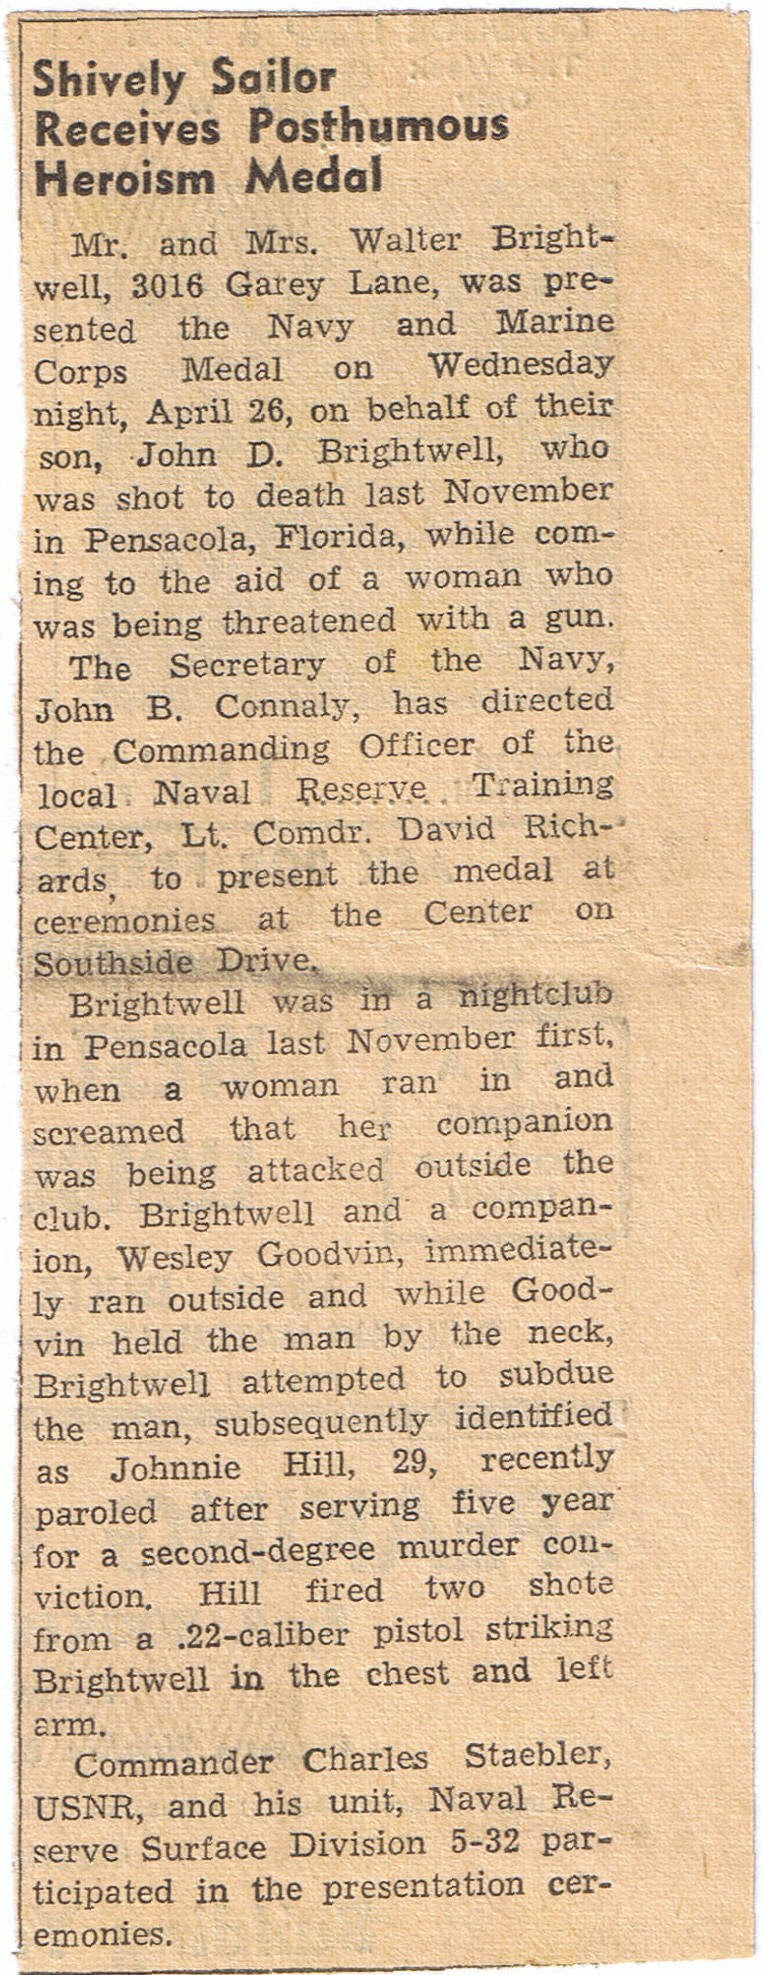 Shively Sailor
Receives Posthumous
Heroism Medal
Mr. and Mrs. Walter Bright-
well, 3016 Garey Lane, was pre-
sented the Navy and Marine
Corps Medal on Wednesday
night, April 26, on behalf of their
son, John D. Brightwell, who
was shot to death last November
in Pensacola, Florida, while com-
ing to the aid of a woman who
was being threatened with a gun.
The Secretary of the Navy,
John B. Connaly, has directed
the Commanding Officer of the
local Naval Reserve Training
Center, Lt. Comdr. David Rich-
ards, to present the medal at
ceremonies at the Center on
Southside Drive.
Brightwell was in a nightclub
in Pensacola last November first,
when a woman ran in and
screamed that her companion
was being attacked outside the
club. Brightwell and a compan-
ion, Wesley Goodvin, immediate-
ly ran outside and while Good-
vin held the man by the neck,
Brightwell attempted to subdue
the man, subsequently identified
as Johnnie Hill, 29, recently
paroled after serving five year
for a second-degree murder con-
viction. Hill fired two shote
from a .22-caliber pistol striking
Brightwell in the chest and left
arm.
Commander Charles Staebler,
USNR, and his unit, Naval Re-
serve Surface Division 5-32 par-
ticipated in the presentation cer-
emonies.